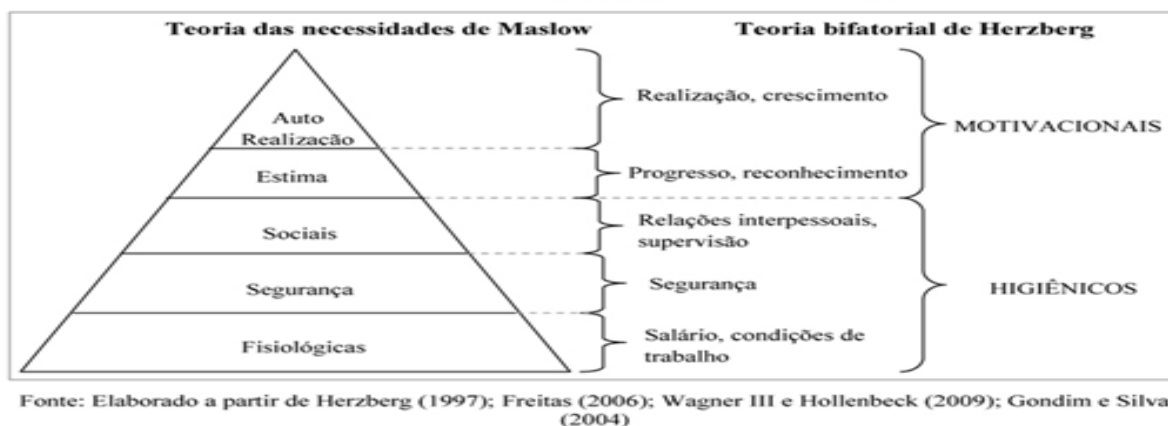 Teoria das necessidades de Maslow
Teoria bifatorial de Herzberg
Auto
Realização
Realização, crescimento
MOTIVACIONAIS
Estima
Progresso, reconhecimento
Sociais
Relações interpessoais,
supervisão
Segurança
Segurança
HIGIÊNICOS
Fisiológicas
Salário, condições de
trabalho
Fonte: Elaborado a partir de Herzberg (1997); Freitas (2006); Wagner III e Hollenbeck (2009); Gondim e Silva
(2004)